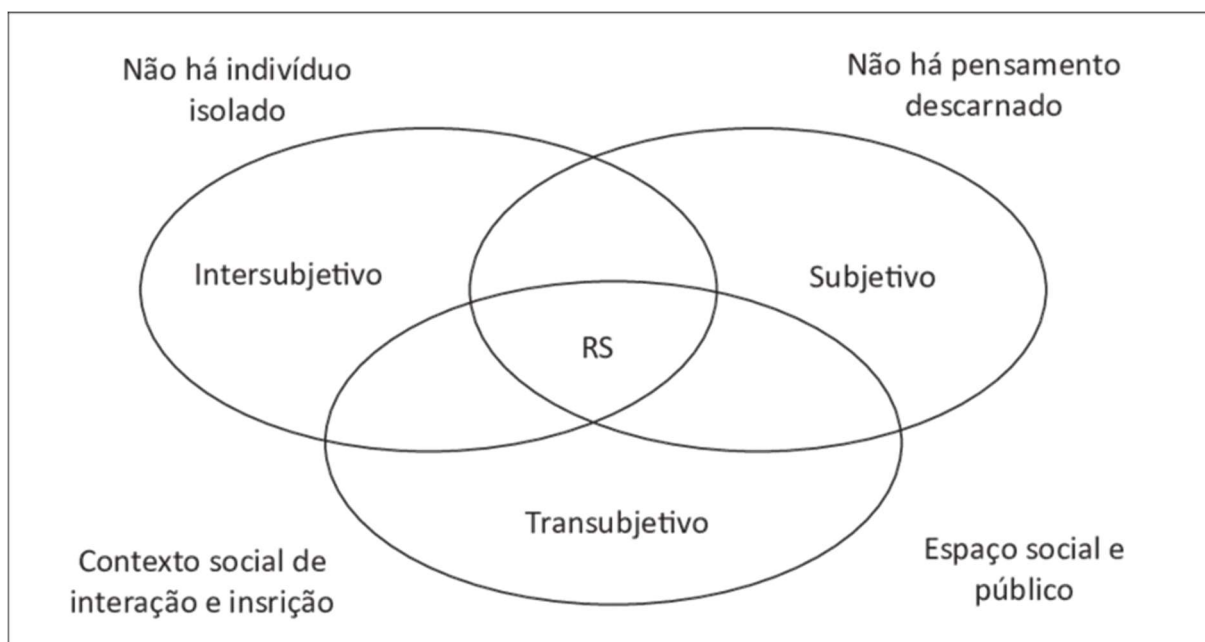 Não há indivíduo
isolado
Não há pensamento
descarnado
Intersubjetivo
Subjetivo
RS
Transubjetivo
Contexto social de
interação e insrição
Espaço social e
público